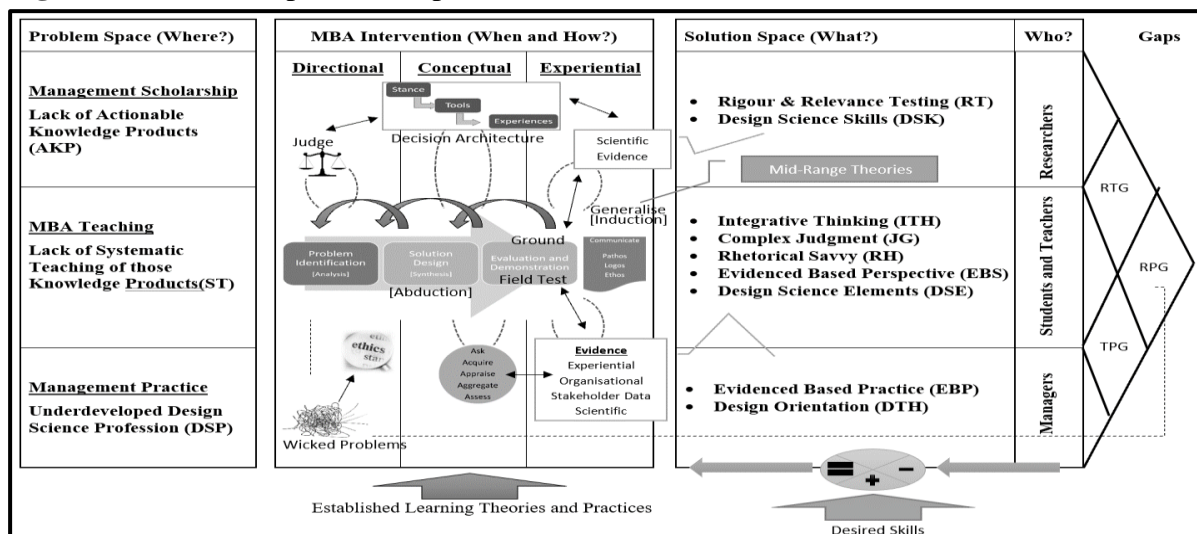 Problem Space (Where?)
Management Scholarship
Lack of Actionable
Knowledge Products
(AKP)
MBA Teaching
Lack of Systematic
Teaching of those
Knowledge Products(ST)
Management Practice
Underdeveloped Design
Science Profession (DSP)
MBA Intervention (When and How?)
Directional
Conceptual
Experiential
Stance
Tools
Experiences
Decision Architecture
Judge
Scientific
Evidence
Generalise
[Induction]
Problem
Identification
[Analysis]
Solution
Design
[Synthesis]
[Abduction]
Ground
Evaluation and
Demonstration
Field Test
Communicate
Pathos
Logos
Ethos
ethics
Wicked Problems
Ask
Acquire
Appraise
Aggregate
Assess
Evidence
Experiential
Organisational
Stakeholder Data
Scientific
Established Learning Theories and Practices
Solution Space (What?)
• Rigour & Relevance Testing (RT)
• Design Science Skills (DSK)
Mid-Range Theories
• Integrative Thinking (ITH)
• Complex Judgment (JG)
• Rhetorical Savvy (RH)
• Evidenced Based Perspective (EBS)
• Design Science Elements (DSE)
• Evidenced Based Practice (EBP)
• Design Orientation (DTH)
= + −
Desired Skills
Who?
Researchers
Students and Teachers
Managers
Gaps
RTG
RPG
TPG